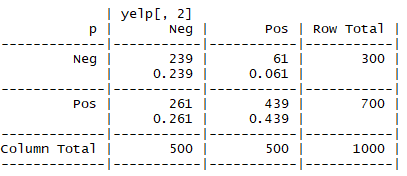 | yelp[, 2]
p | Neg | Pos | Row Total |
-------------|-----------|-----------|-----------|
Neg | 239 | 61 | 300 |
| 0.239 | 0.061 | |
-------------|-----------|-----------|-----------|
Pos | 261 | 439 | 700 |
| 0.261 | 0.439 | |
-------------|-----------|-----------|-----------|
Column Total | 500 | 500 | 1000 |
-------------|-----------|-----------|-----------|